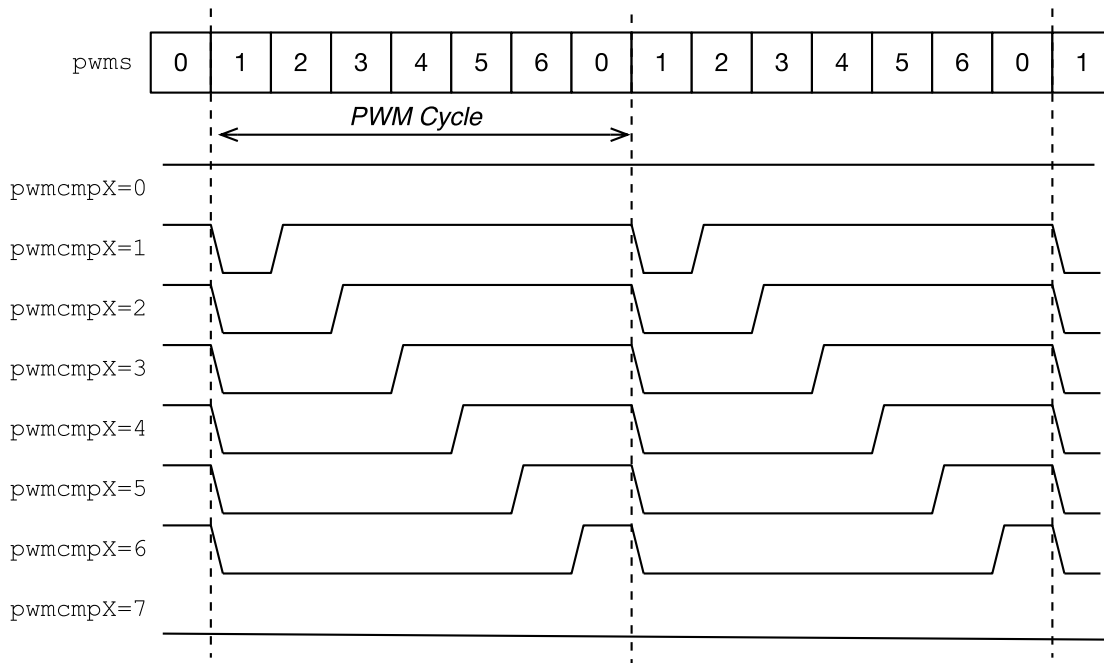 pwms 0 1 2 3 4 5 6 0 1 2 3 4 5 6 0 1
PWM Cycle
pwmcmpX=0
pwmcmpX=1
pwmcmpX=2
pwmcmpX=3
pwmcmpX=4
pwmcmpX=5
pwmcmpX=6
pwmcmpX=7